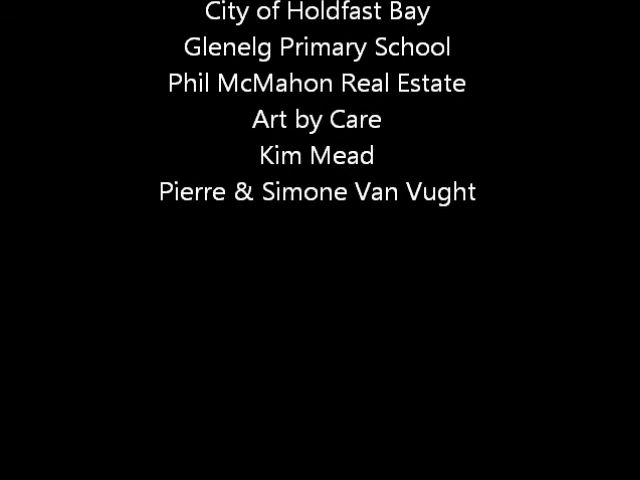 City of Holdfast Bay
Glenelg Primary School
Phil McMahon Real Estate
Art by Care
Kim Mead
Pierre & Simone Van Vught